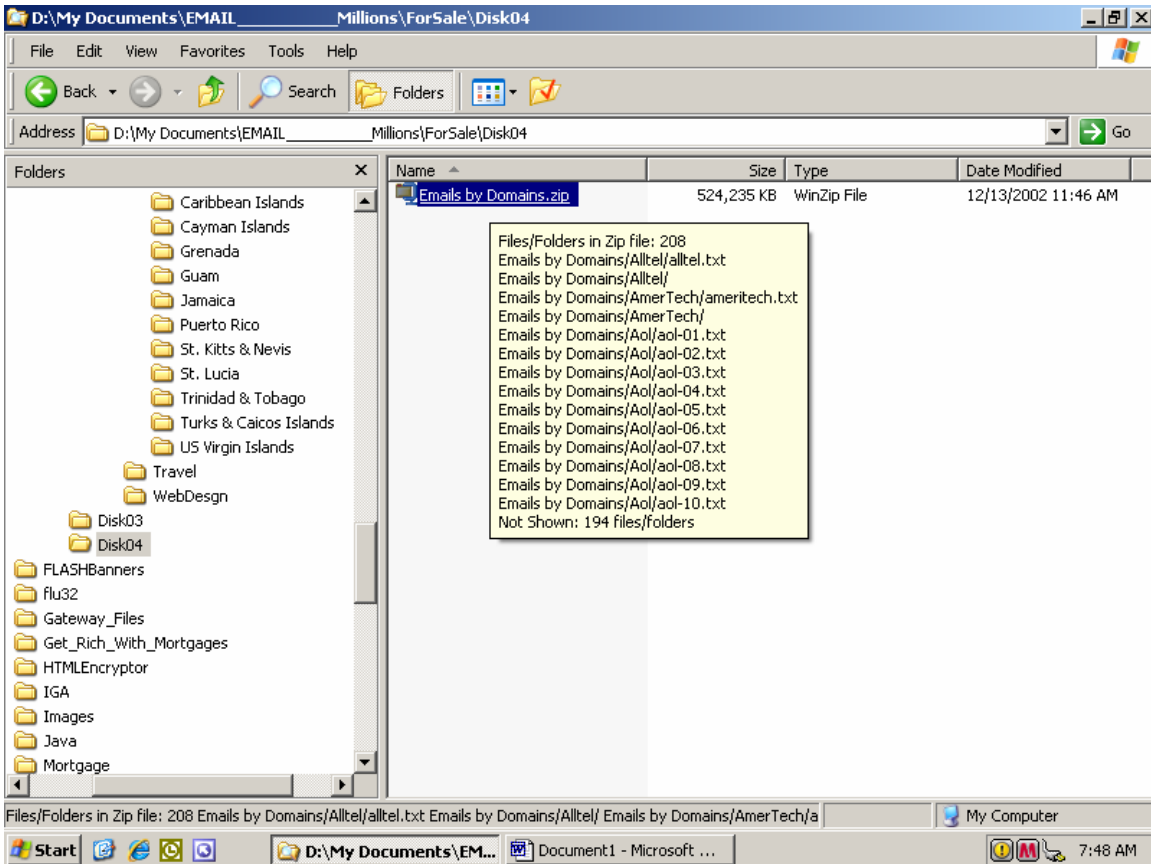 D:\My Documents\EMAIL__________Millions\ForSale\Disk04
File Edit View Favorites Tools Help
Back Search Folders
Address D:\My Documents\EMAIL__________Millions\ForSale\Disk04 Go
Folders x
Caribbean Islands
Cayman Islands
Grenada
Guam
Jamaica
Puerto Rico
St. Kitts & Nevis
St. Lucia
Trinidad & Tobago
Turks & Caicos Islands
US Virgin Islands
Travel
WebDesgn
Disk03
Disk04
FLASHBanners
flu32
Gateway_Files
Get_Rich_With_Mortgages
HTMLEncryptor
IGA
Images
Java
Mortgage
Name Size Type Date Modified
Emails by Domains.zip 524,235 KB WinZip File 12/13/2002 11:46 AM
Files/Folders in Zip file: 208
Emails by Domains/Alltel/alltel.txt
Emails by Domains/Alltel/
Emails by Domains/AmerTech/ameritech.txt
Emails by Domains/AmerTech/
Emails by Domains/Aol/aol-01.txt
Emails by Domains/Aol/aol-02.txt
Emails by Domains/Aol/aol-03.txt
Emails by Domains/Aol/aol-04.txt
Emails by Domains/Aol/aol-05.txt
Emails by Domains/Aol/aol-06.txt
Emails by Domains/Aol/aol-07.txt
Emails by Domains/Aol/aol-08.txt
Emails by Domains/Aol/aol-09.txt
Emails by Domains/Aol/aol-10.txt
Not Shown: 194 files/folders
Files/Folders in Zip file: 208 Emails by Domains/Alltel/alltel.txt Emails by Domains/Alltel/ Emails by Domains/AmerTech/a My Computer
Start D:\My Documents\EM... Document1 - Microsoft ... 7:48 AM